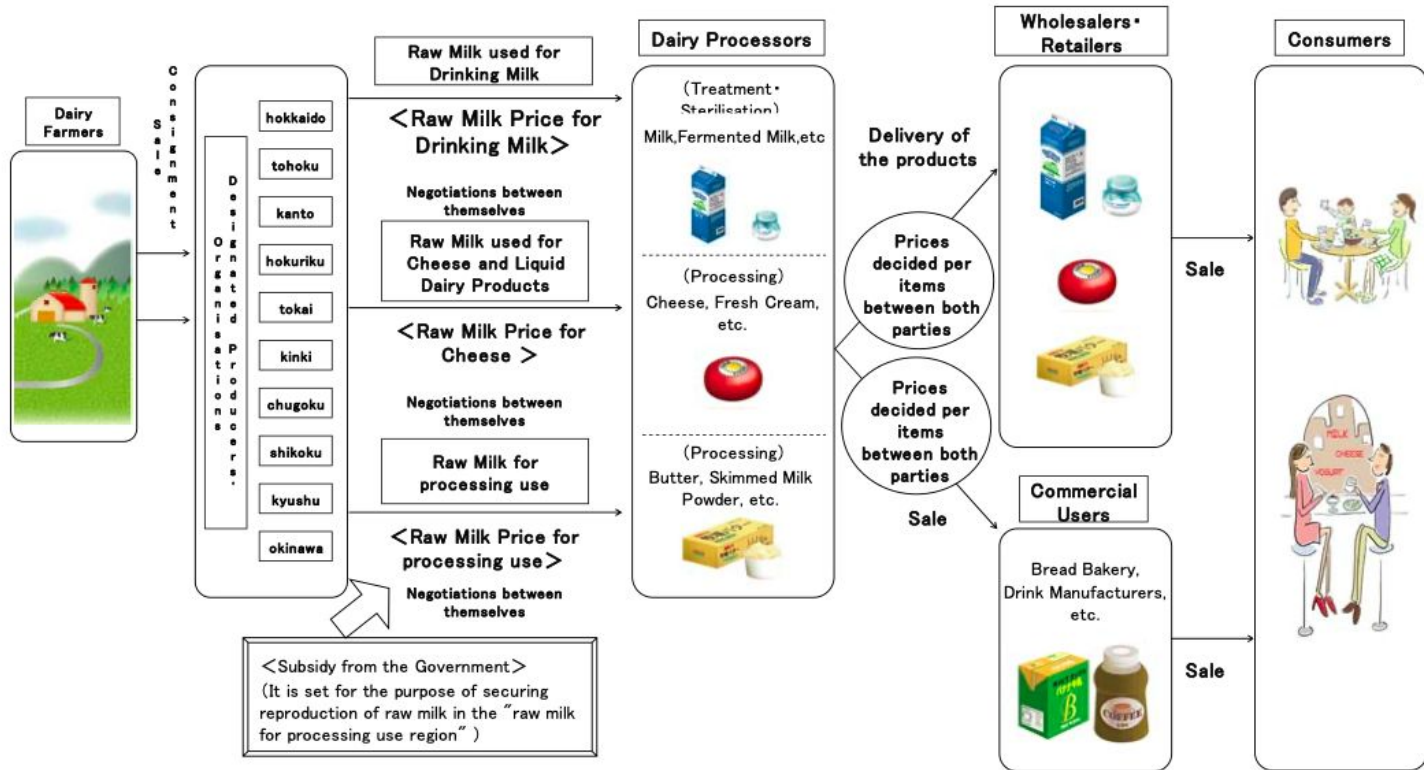 Dairy
Farmers
Consignment
Sale
Designated Producers'
Organisations
hokkaido
tohoku
kanto
hokuriku
tokai
kinki
chugoku
shikoku
kyushu
okinawa
Raw Milk used for
Drinking Milk
<Raw Milk Price for
Drinking Milk>
Negotiations between
themselves
Raw Milk used for
Cheese and Liquid
Dairy Products
<Raw Milk Price for
Cheese >
Negotiations between
themselves
Raw Milk for
processing use
<Raw Milk Price for
processing use>
Negotiations between
themselves
<Subsidy from the Government>
(It is set for the purpose of securing
reproduction of raw milk in the "raw milk
for processing use region" )
Dairy Processors
(Treatment・
Sterilisation)
Milk,Fermented Milk,etc
(Processing)
Cheese, Fresh Cream,
etc.
(Processing)
Butter, Skimmed Milk
Powder, etc.
Delivery of
the products
Prices
decided per
items
between both
parties
Prices
decided per
items
between both
parties
Sale
Wholesalers・
Retailers
Sale
Commercial
Users
Bread Bakery,
Drink Manufacturers,
etc.
B
COFFEE
Sale
Consumers
MILK
CHEESE
YOGURT